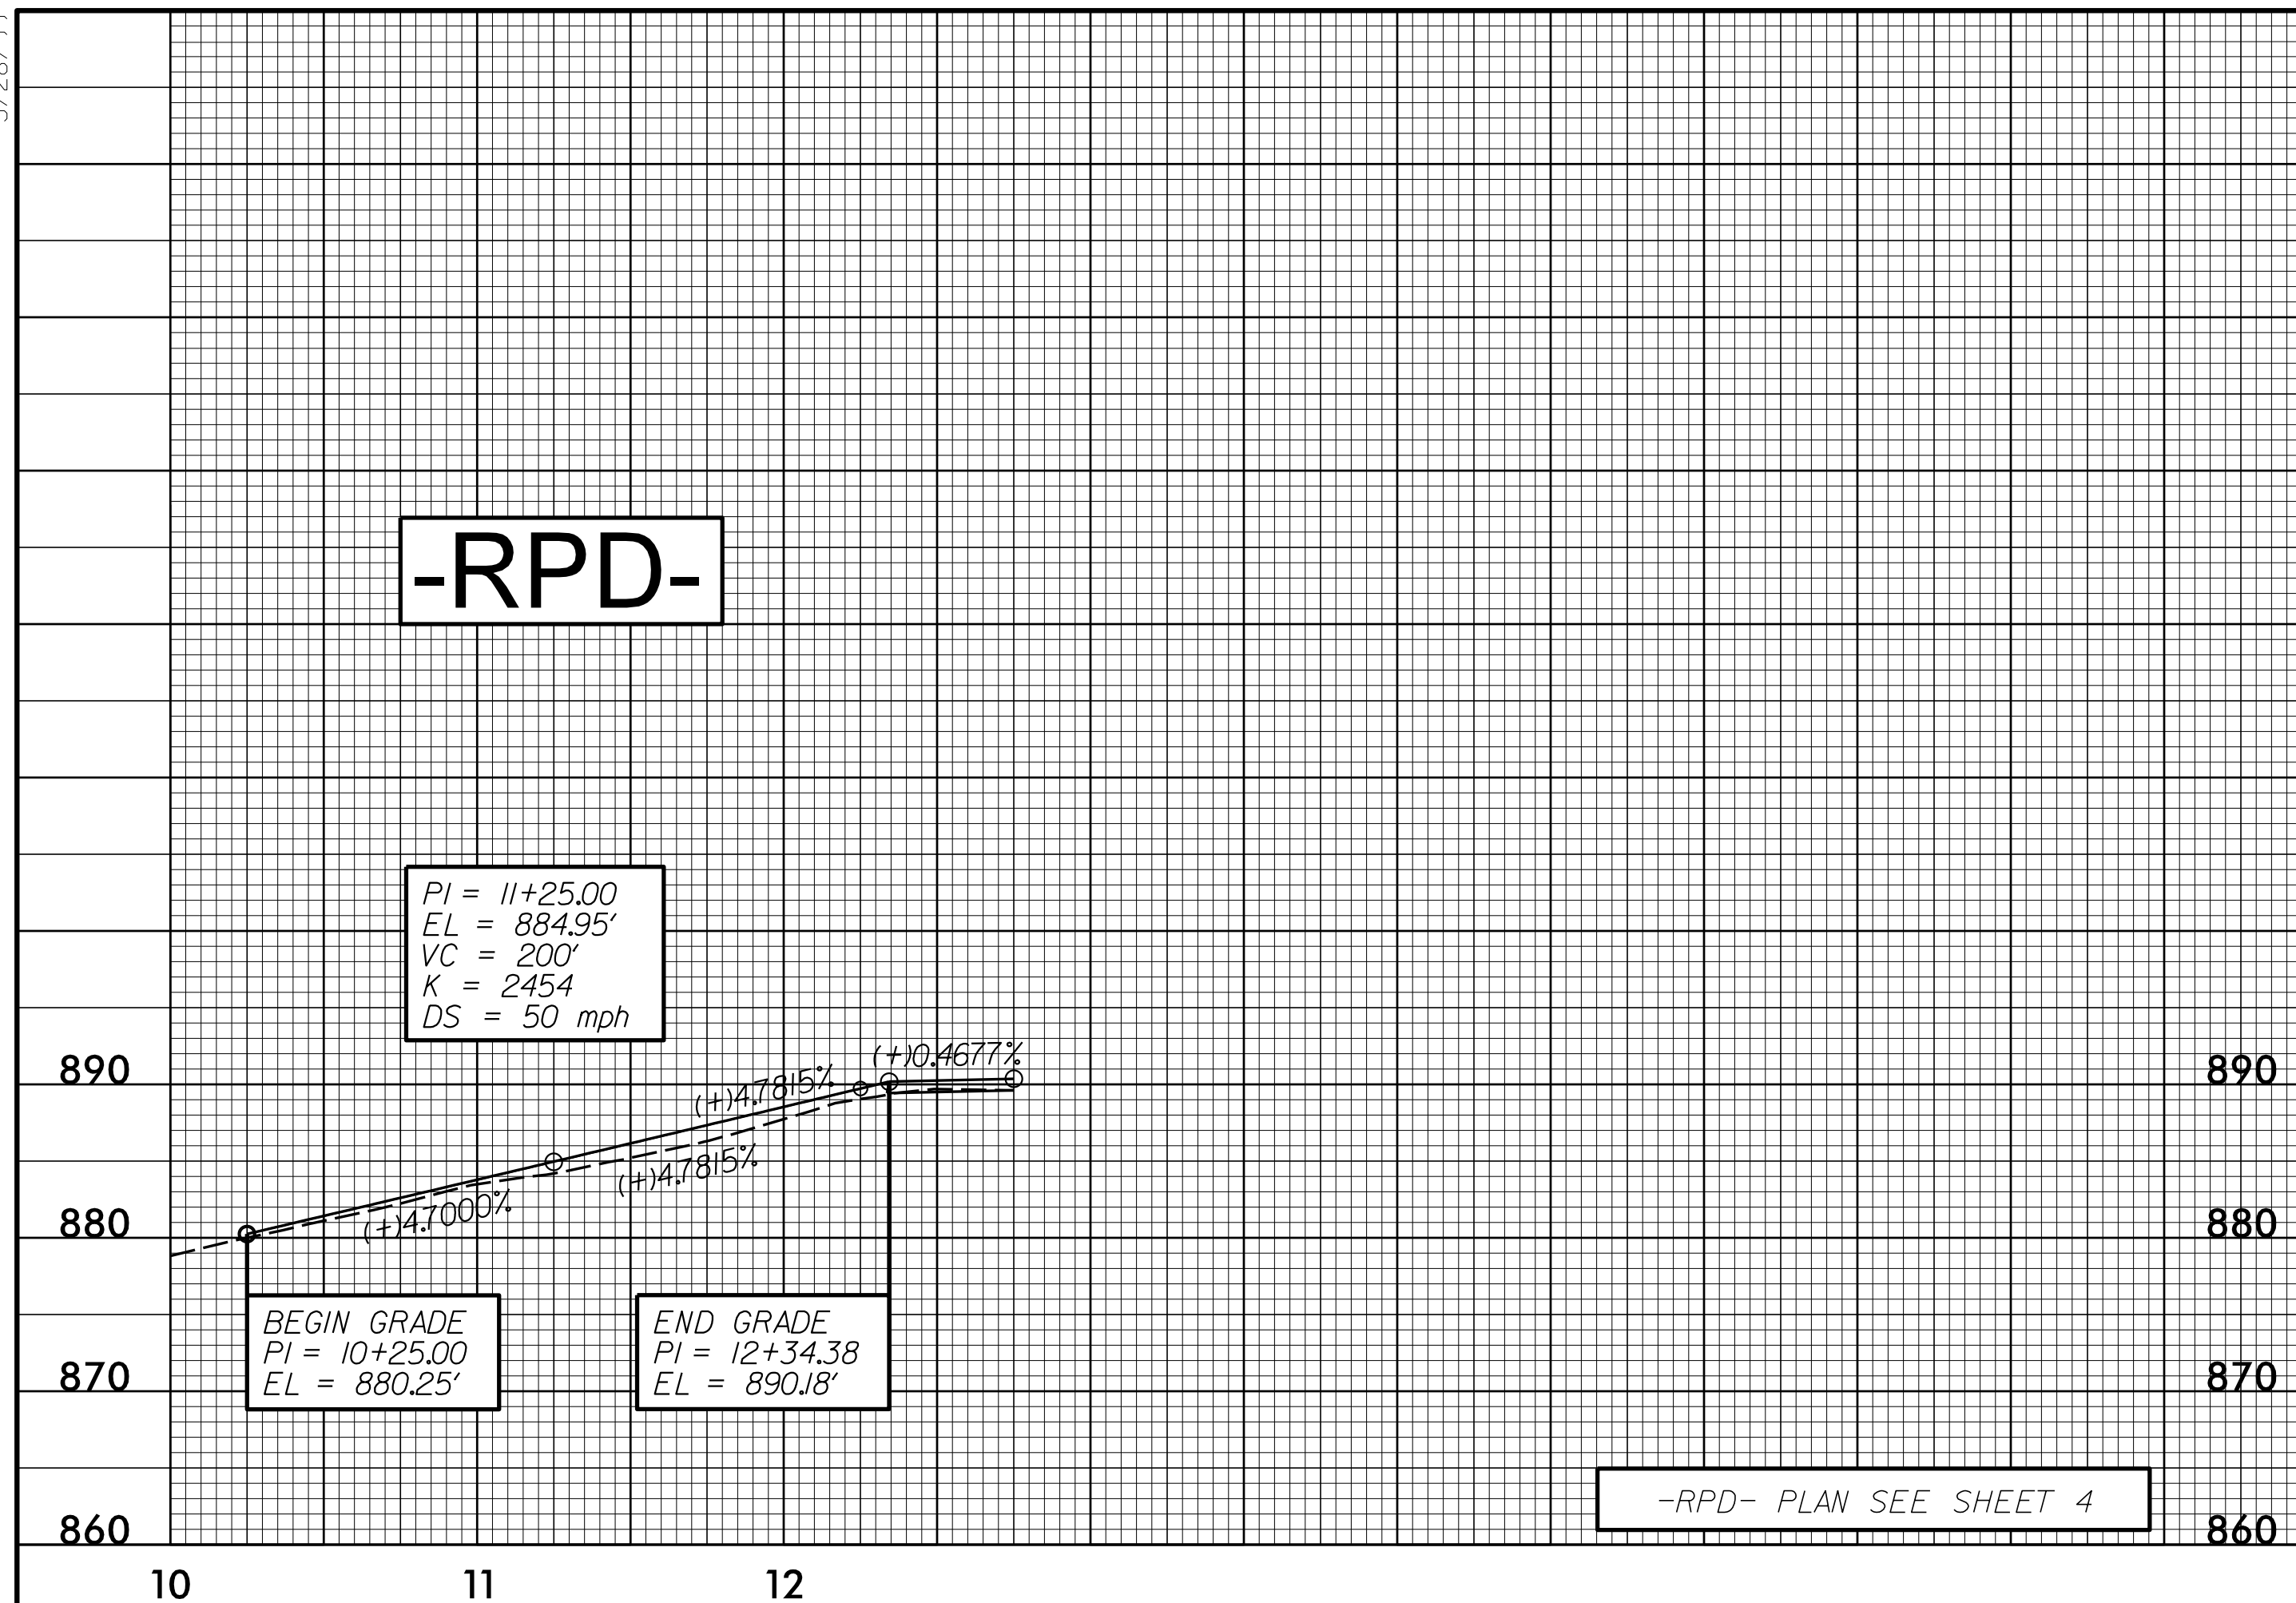 -RPD-
PI = 11+25.00
EL = 884.95'
VC = 200'
K = 2454
DS = 50 mph
(+)0.4677%
(+)4.7815%
(+)4.7815%
(+)4.7000%
890
890
880
880
BEGIN GRADE
PI = 10+25.00
EL = 880.25'
END GRADE
PI = 12+34.38
EL = 890.18'
870
870
-RPD- PLAN SEE SHEET 4
860
860
10 11 12